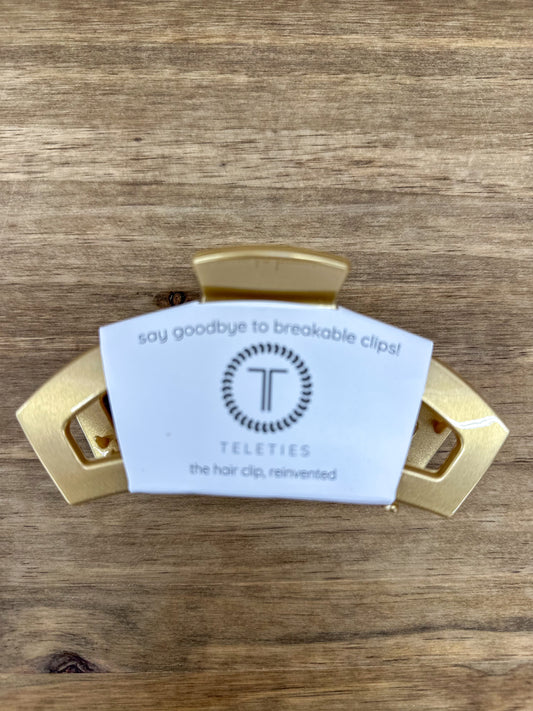 say goodbye to breakable clips!
T
TELETIES
the hair clip, reinvented